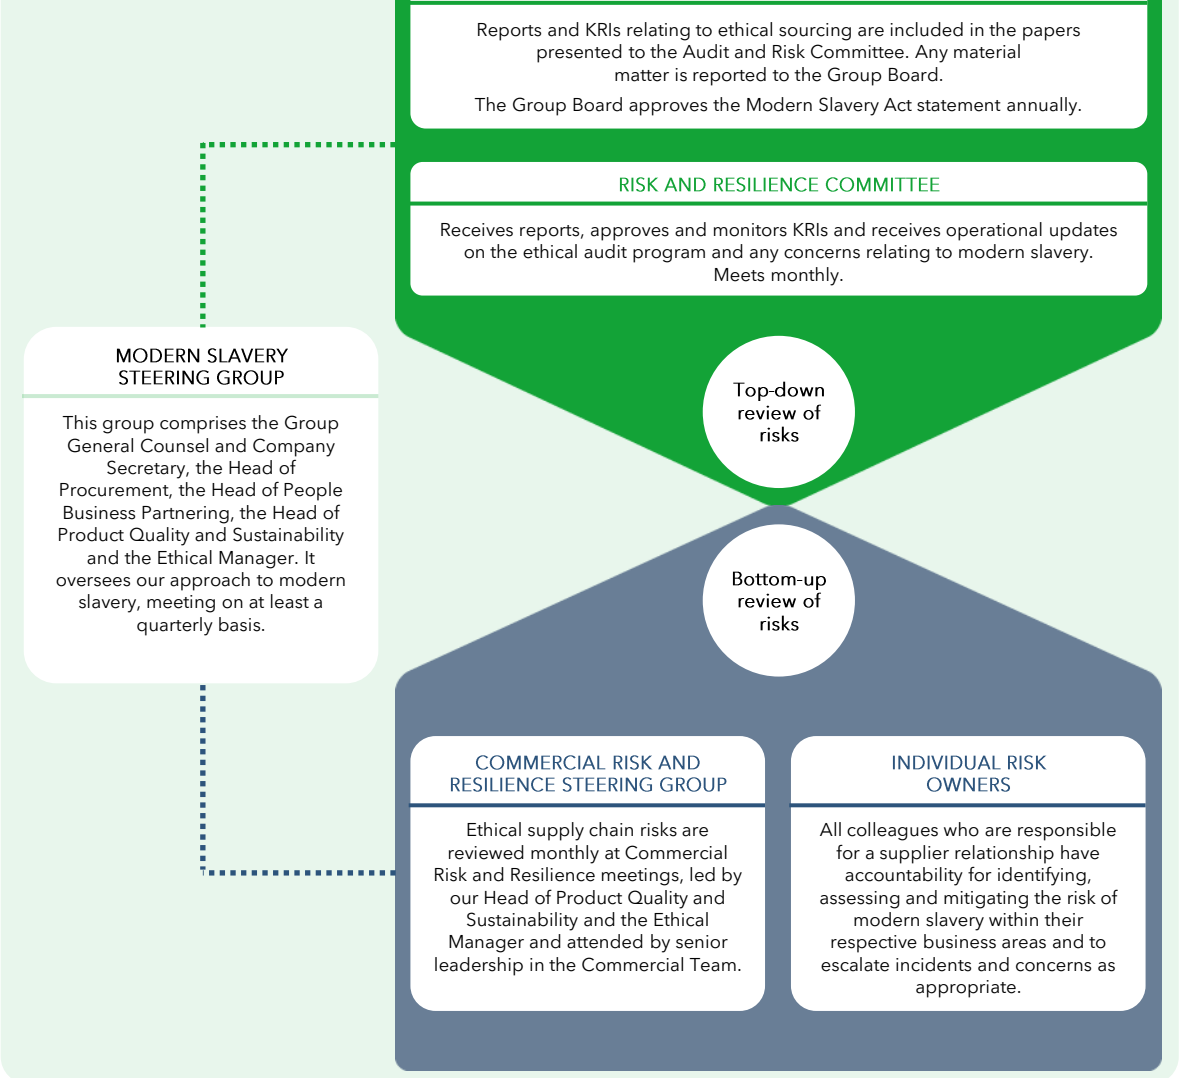 Reports and KRIs relating to ethical sourcing are included in the papers
presented to the Audit and Risk Committee. Any material
matter is reported to the Group Board.
The Group Board approves the Modern Slavery Act statement annually.
RISK AND RESILIENCE COMMITTEE
Receives reports, approves and monitors KRIs and receives operational updates
on the ethical audit program and any concerns relating to modern slavery.
Meets monthly.
MODERN SLAVERY
STEERING GROUP
This group comprises the Group
General Counsel and Company
Secretary, the Head of
Procurement, the Head of People
Business Partnering, the Head of
Product Quality and Sustainability
and the Ethical Manager. It
oversees our approach to modern
slavery, meeting on at least a
quarterly basis.
Top-down
review of
risks
Bottom-up
review of
risks
COMMERCIAL RISK AND
RESILIENCE STEERING GROUP
Ethical supply chain risks are
reviewed monthly at Commercial
Risk and Resilience meetings, led by
our Head of Product Quality and
Sustainability and the Ethical
Manager and attended by senior
leadership in the Commercial Team.
INDIVIDUAL RISK
OWNERS
All colleagues who are responsible
for a supplier relationship have
accountability for identifying,
assessing and mitigating the risk of
modern slavery within their
respective business areas and to
escalate incidents and concerns as
appropriate.